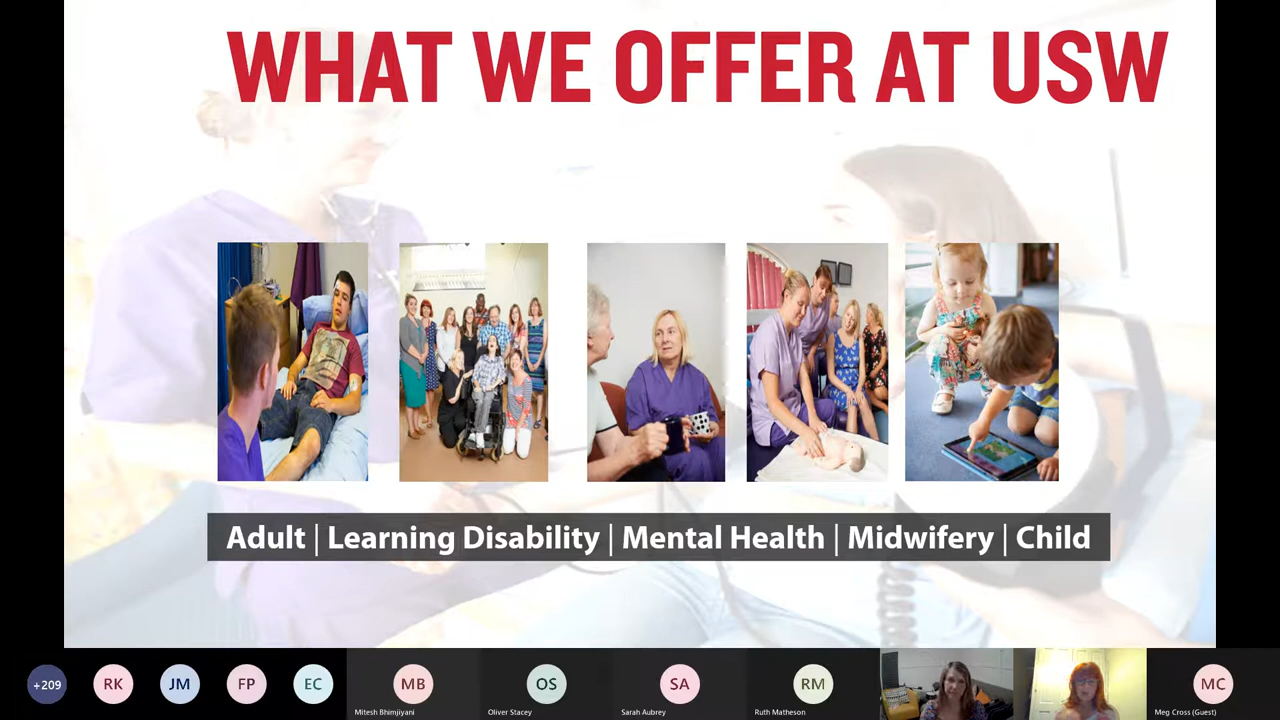 WHAT WE OFFER AT USW
Adult | Learning Disability | Mental Health | Midwifery | Child
+209
RK
JM
FP
EC
MB
OS
SA
RM
MC
Mitesh Bhimjiyani
Oliver Stacey
Sarah Aubrey
Ruth Matheson
Meg Cross (Guest)